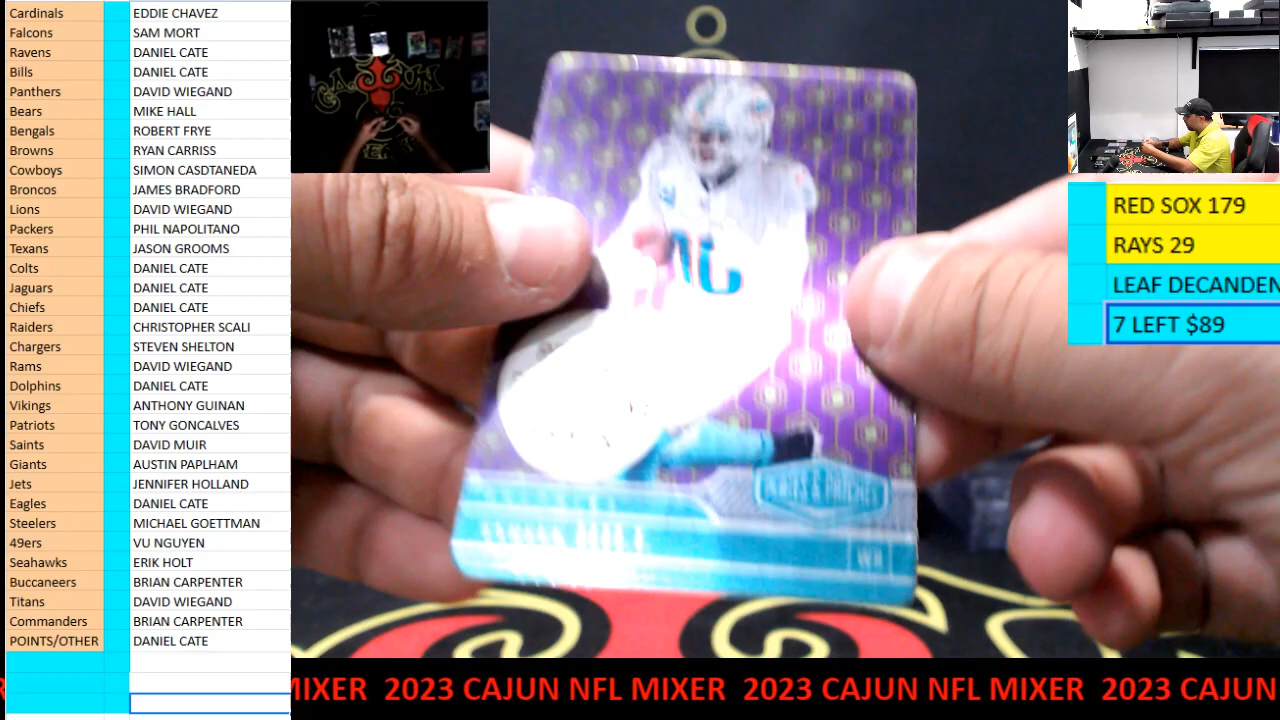 Cardinals EDDIE CHAVEZ
Falcons SAM MORT
Ravens DANIEL CATE
Bills DANIEL CATE
Panthers DAVID WIEGAND
Bears MIKE HALL
Bengals ROBERT FRYE
Browns RYAN CARRISS
Cowboys SIMON CASDTANEDA
Broncos JAMES BRADFORD
Lions DAVID WIEGAND
Packers PHIL NAPOLITANO
Texans JASON GROOMS
Colts DANIEL CATE
Jaguars DANIEL CATE
Chiefs DANIEL CATE
Raiders CHRISTOPHER SCALI
Chargers STEVEN SHELTON
Rams DAVID WIEGAND
Dolphins DANIEL CATE
Vikings ANTHONY GUINAN
Patriots TONY GONCALVES
Saints DAVID MUIR
Giants AUSTIN PAPLHAM
Jets JENNIFER HOLLAND
Eagles DANIEL CATE
Steelers MICHAEL GOETTMAN
49ers VU NGUYEN
Seahawks ERIK HOLT
Buccaneers BRIAN CARPENTER
Titans DAVID WIEGAND
Commanders BRIAN CARPENTER
POINTS/OTHER DANIEL CATE
RED SOX 179
RAYS 29
LEAF DECANDEN
7 LEFT $89
PLATES & PATCHES
HILL
WR
MIXER 2023 CAJUN NFL MIXER 2023 CAJUN NFL MIXER 2023 CAJUN